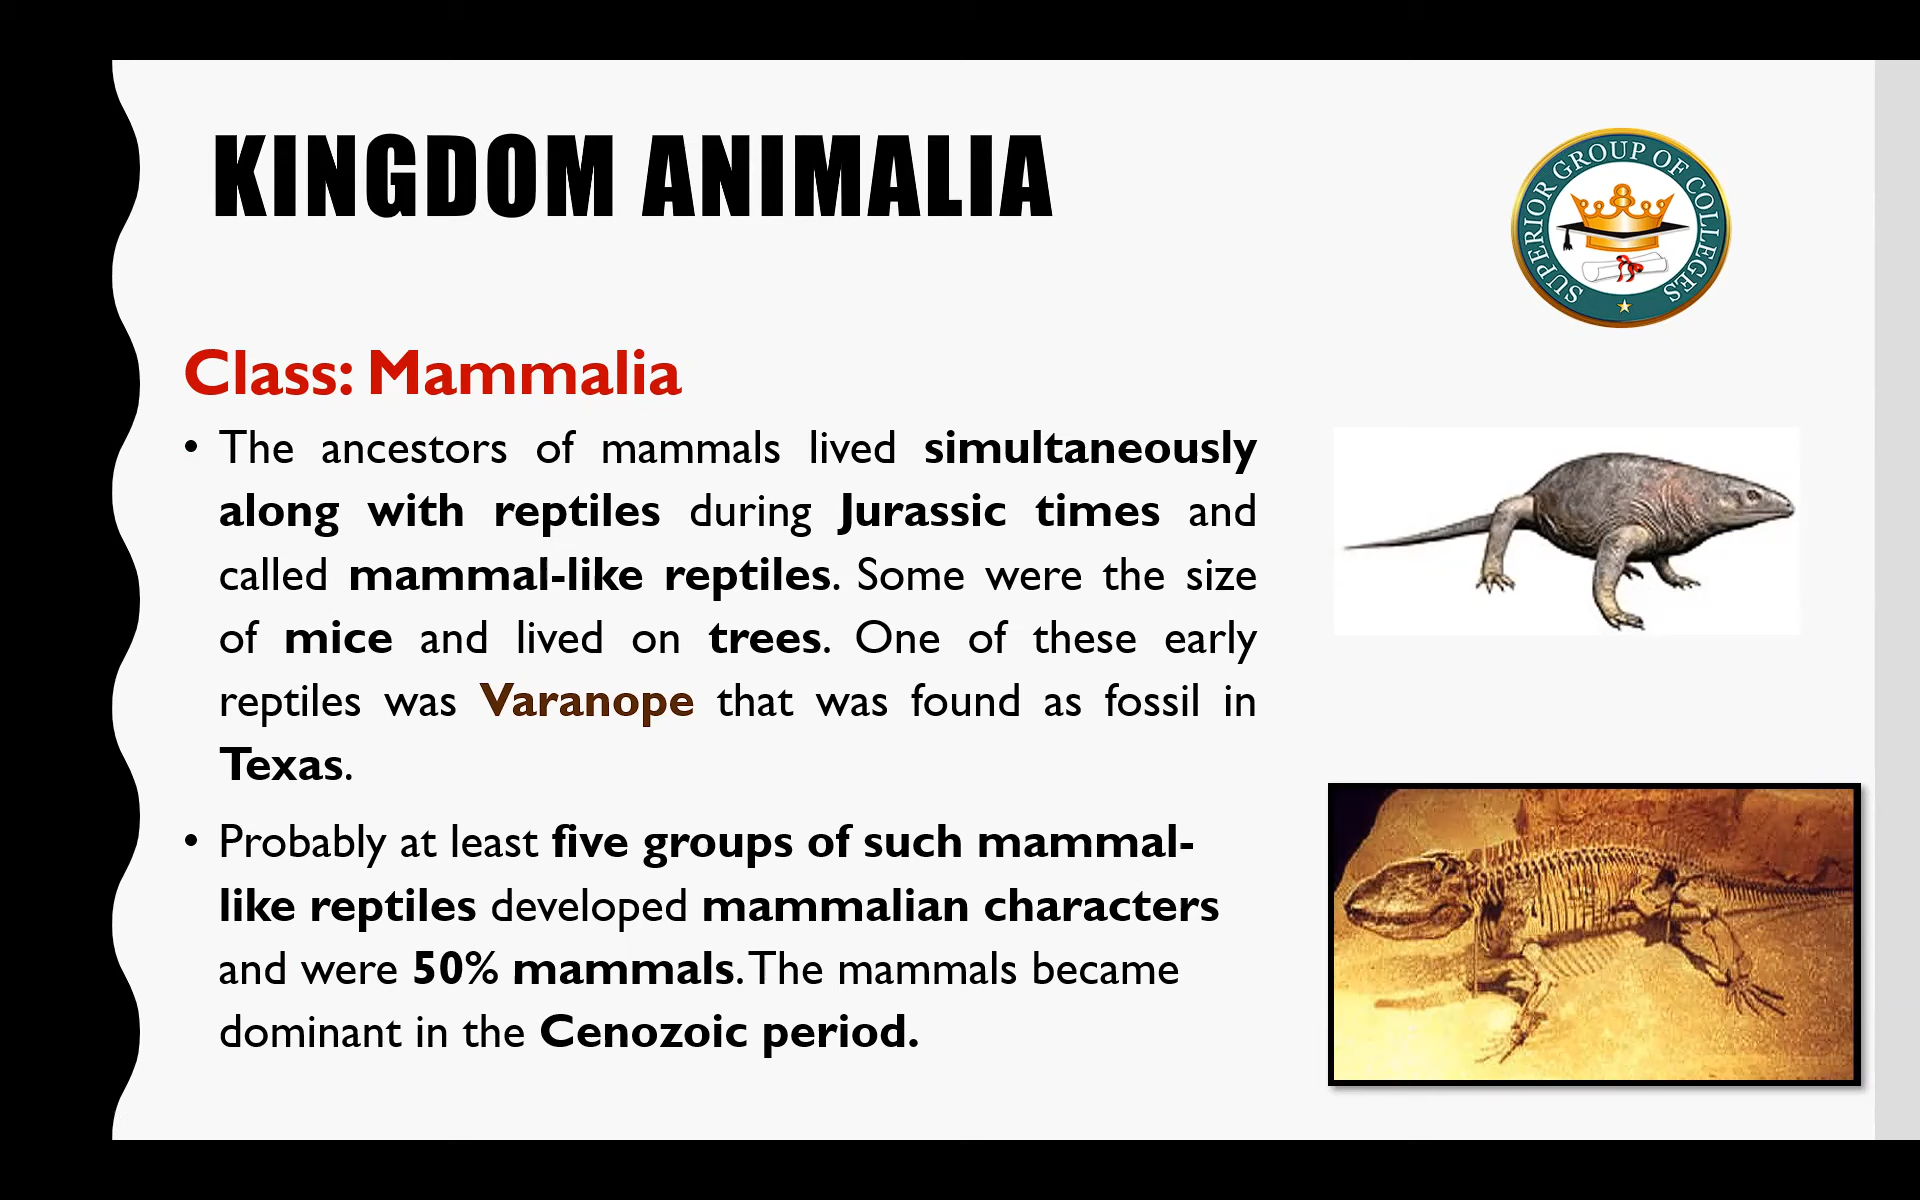 KINGDOM ANIMALIA
SUPERIOR GROUP OF COLLEGES
Class: Mammalia
• The ancestors of mammals lived simultaneously
along with reptiles during Jurassic times and
called mammal-like reptiles. Some were the size
of mice and lived on trees. One of these early
reptiles was Varanope that was found as fossil in
Texas.
• Probably at least five groups of such mammal-
like reptiles developed mammalian characters
and were 50% mammals. The mammals became
dominant in the Cenozoic period.